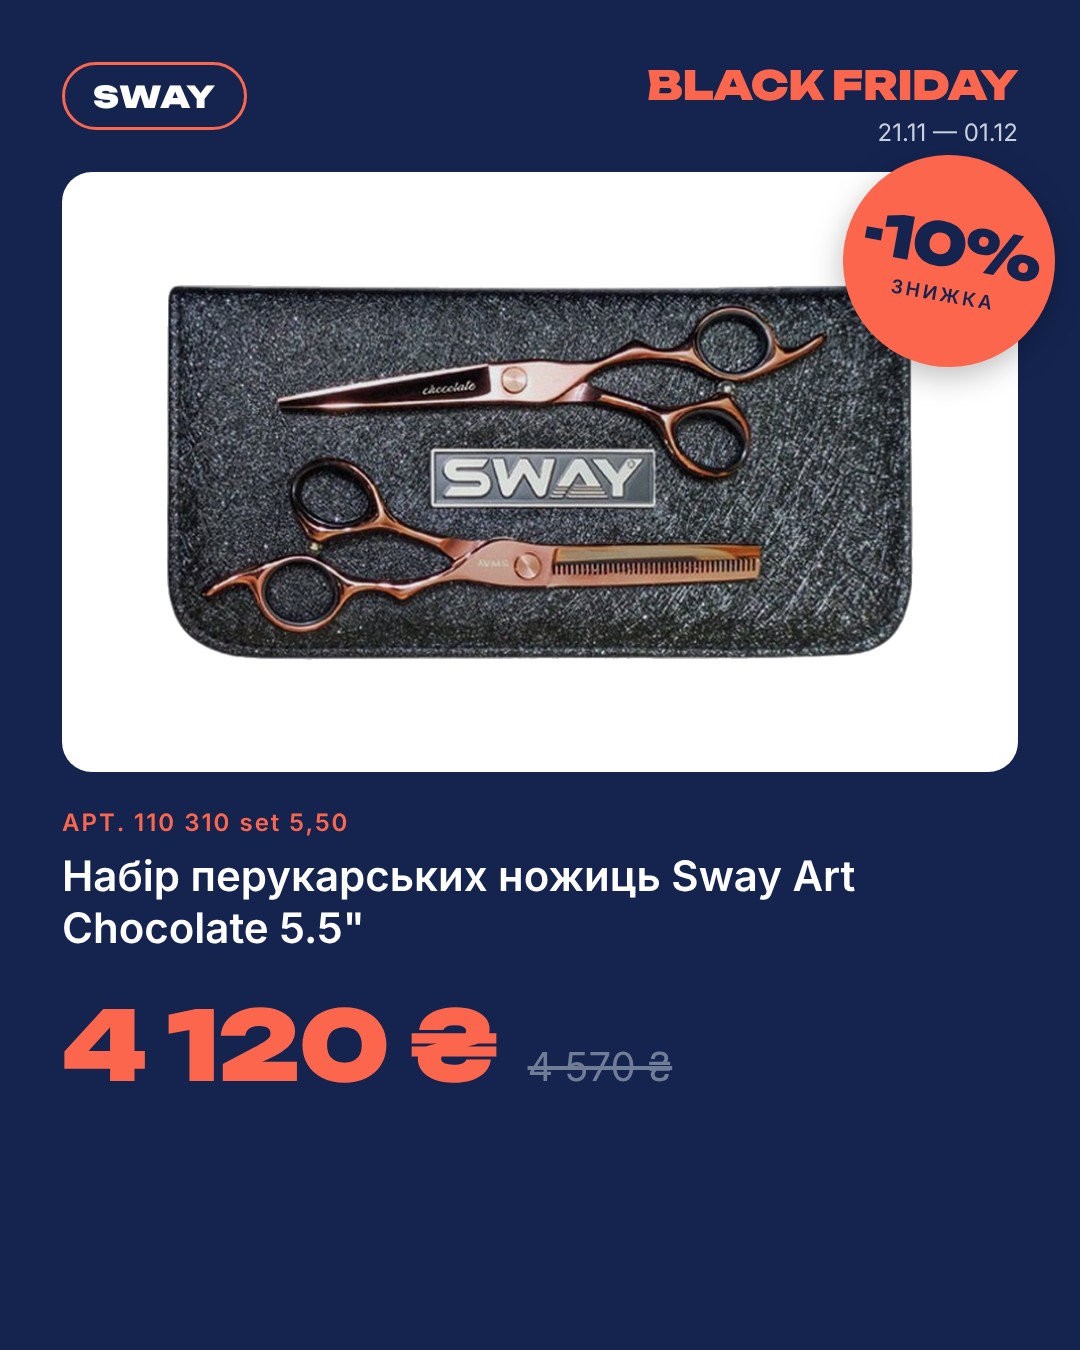 SWAY
BLACK FRIDAY
21.11 — 01.12
-10%
ЗНИЖКА
chocolate
SWAY
SWAY
АРТ. 110 310 set 5,50
Набір перукарських ножиць Sway Art
Chocolate 5.5"
4 120 ₴
4 570 ₴